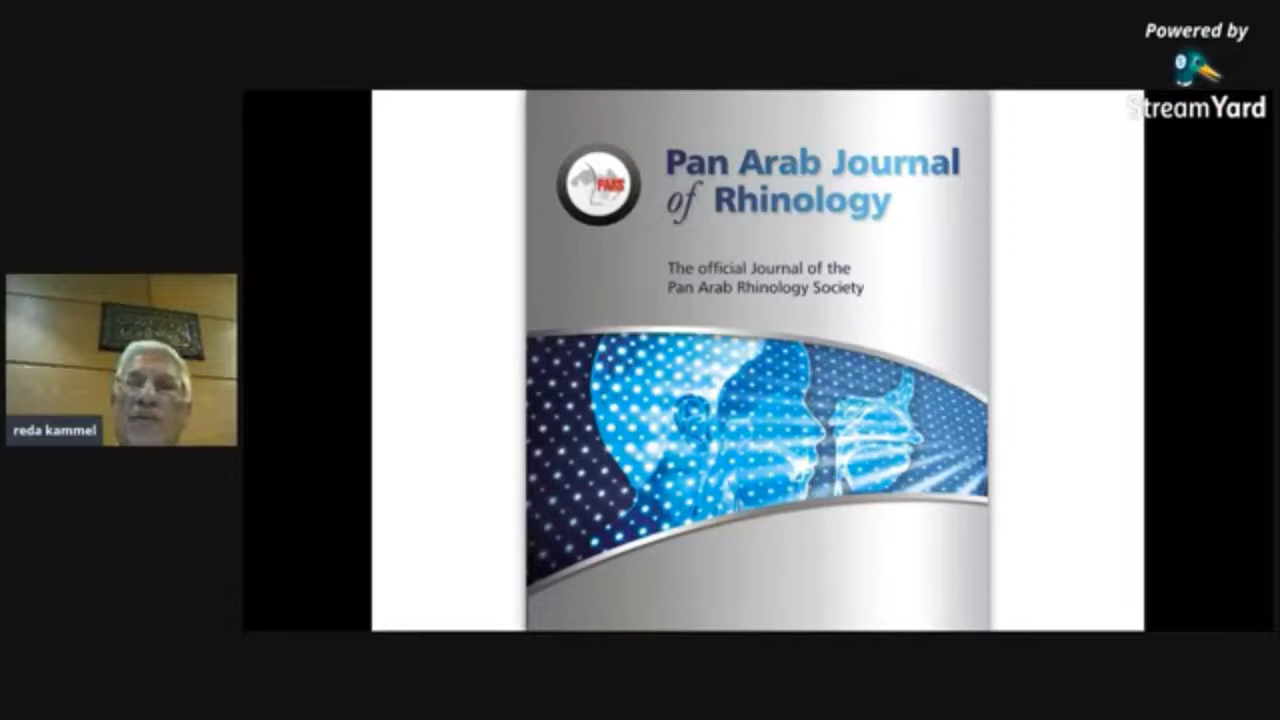 Powered by
StreamYard
PARS
Pan Arab Journal
of Rhinology
The official Journal of the
Pan Arab Rhinology Society
reda kammel